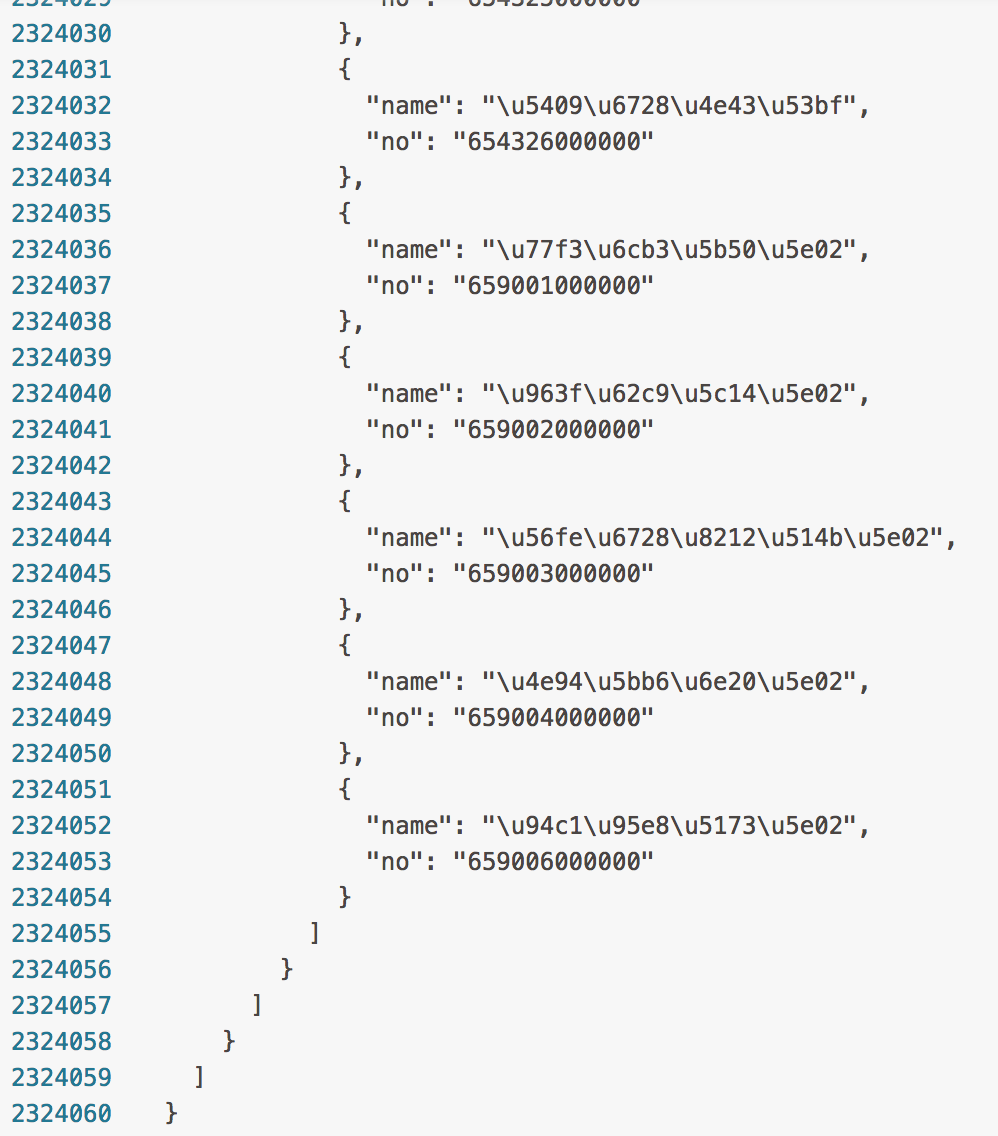 2324029 "no": "654325000000"
2324030 },
2324031 {
2324032 "name": "\u5409\u6728\u4e43\u53bf",
2324033 "no": "654326000000"
2324034 },
2324035 {
2324036 "name": "\u77f3\u6cb3\u5b50\u5e02",
2324037 "no": "659001000000"
2324038 },
2324039 {
2324040 "name": "\u963f\u62c9\u5c14\u5e02",
2324041 "no": "659002000000"
2324042 },
2324043 {
2324044 "name": "\u56fe\u6728\u8212\u514b\u5e02",
2324045 "no": "659003000000"
2324046 },
2324047 {
2324048 "name": "\u4e94\u5bb6\u6e20\u5e02",
2324049 "no": "659004000000"
2324050 },
2324051 {
2324052 "name": "\u94c1\u95e8\u5173\u5e02",
2324053 "no": "659006000000"
2324054 }
2324055 ]
2324056 }
2324057 ]
2324058 }
2324059 ]
2324060 }